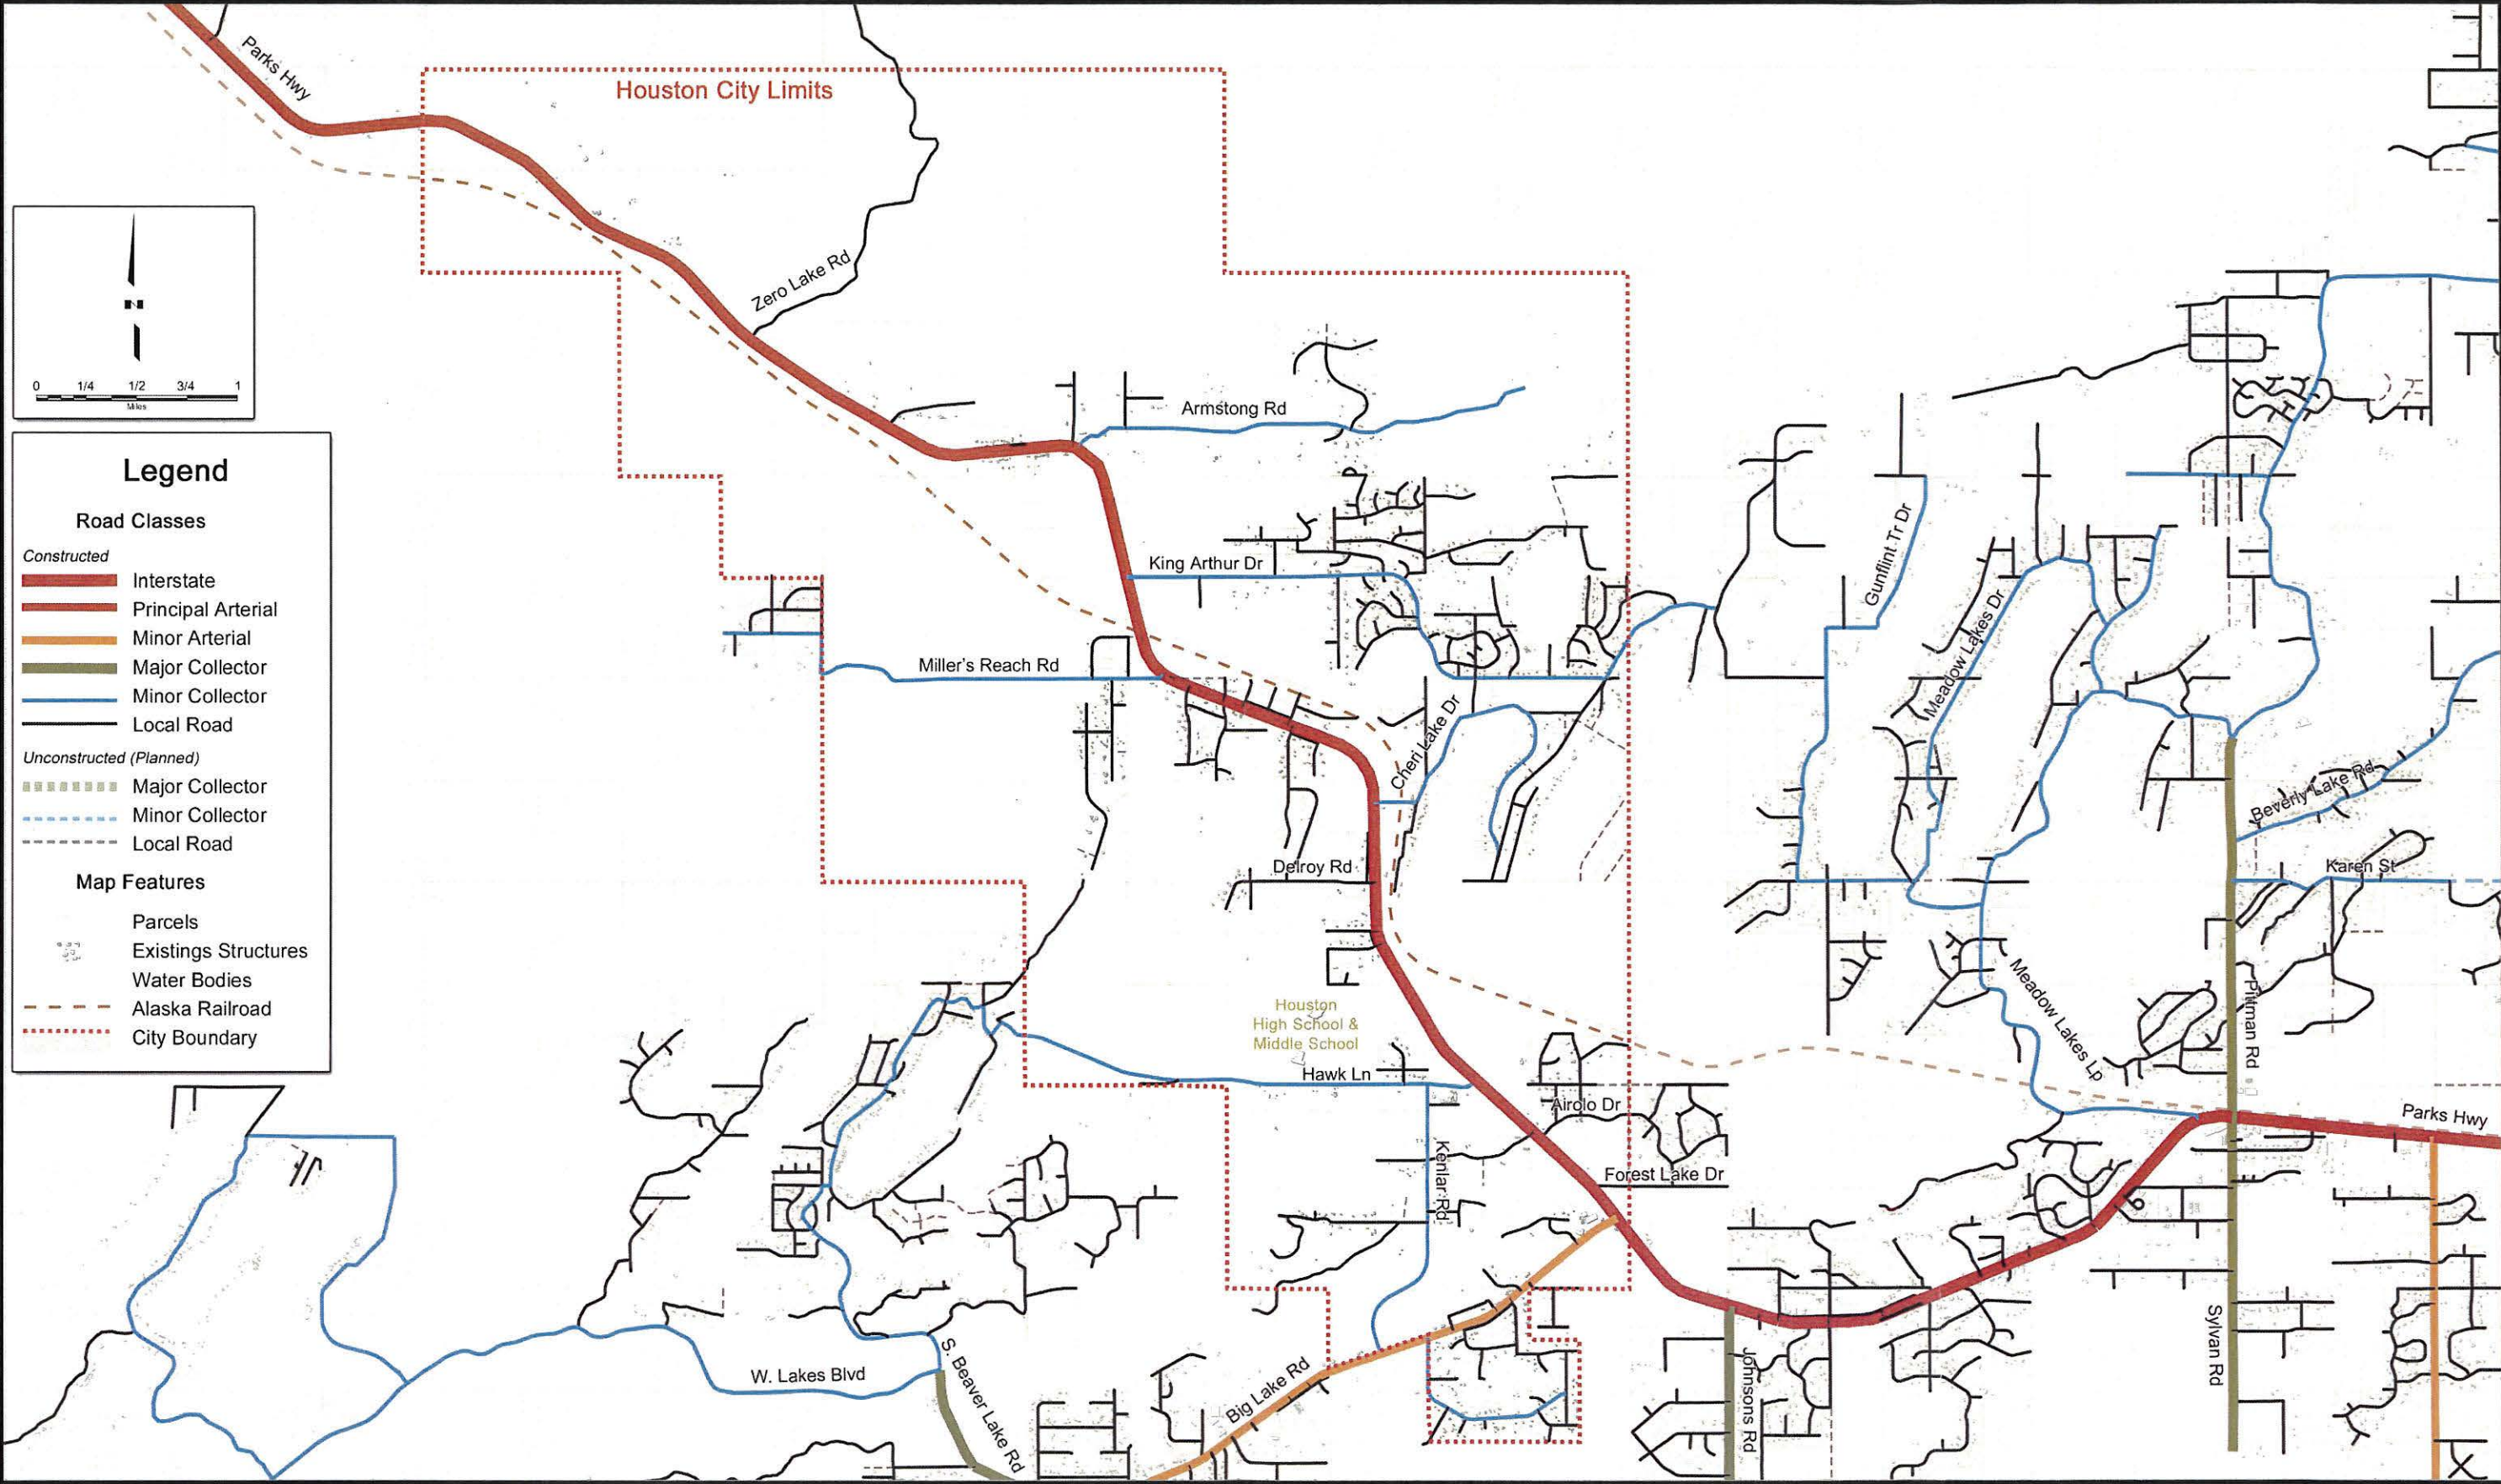 Parks Hwy
Houston City Limits
Zero Lake Rd
N
0 1/4 1/2 3/4 1
Miles
Armstong Rd
Legend
Road Classes
Constructed
Interstate
Principal Arterial
Minor Arterial
Major Collector
Minor Collector
Local Road
Unconstructed (Planned)
Major Collector
Minor Collector
Local Road
Map Features
Parcels
Existings Structures
Water Bodies
Alaska Railroad
City Boundary
King Arthur Dr
Gunflint Tr Dr
Meadow Lakes Dr
Miller's Reach Rd
Cheri Lake Dr
Beverly Lake Rd
Delroy Rd
Karen St
Houston
High School &
Middle School
Meadow Lakes Lp
Pittman Rd
Hawk Ln
Airolo Dr
Parks Hwy
Kenlar Rd
Forest Lake Dr
Sylvan Rd
S. Beaver Lake Rd
W. Lakes Blvd
Big Lake Rd
Johnsons Rd